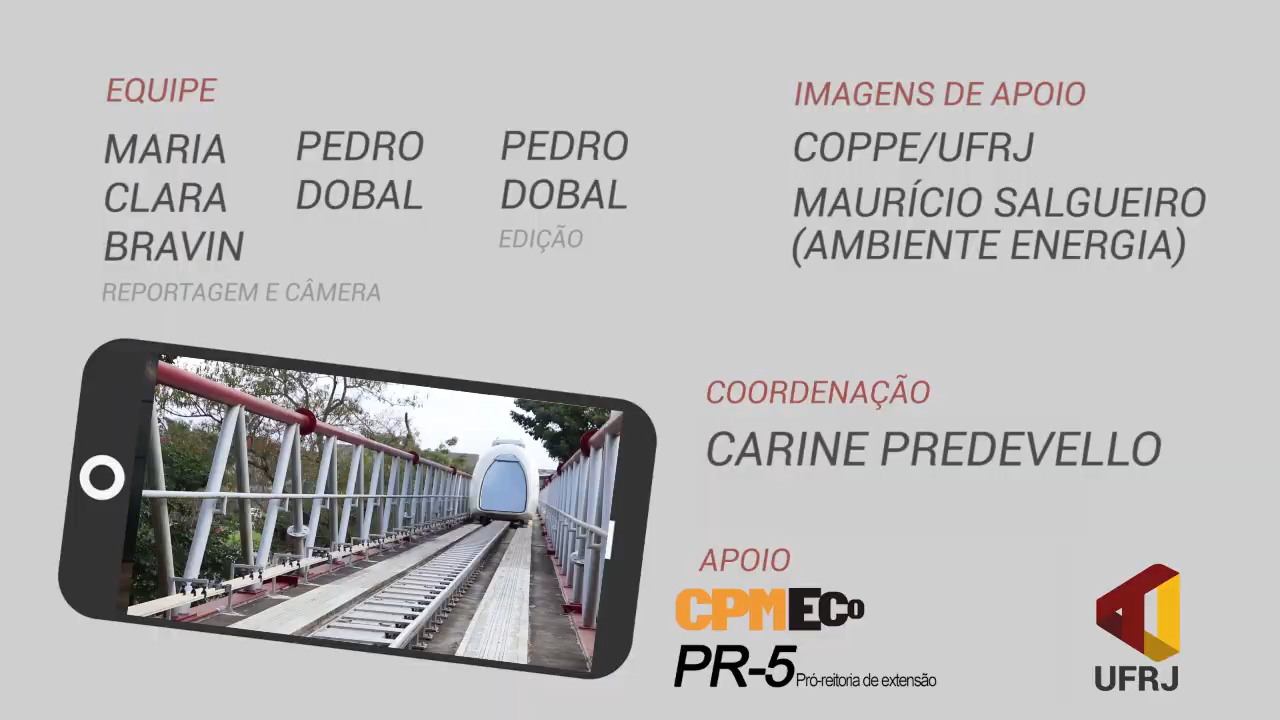 EQUIPE
MARIA
CLARA
BRAVIN
PEDRO
DOBAL
REPORTAGEM E CÂMERA
PEDRO
DOBAL
EDIÇÃO
IMAGENS DE APOIO
COPPE/UFRJ
MAURÍCIO SALGUEIRO
(AMBIENTE ENERGIA)
COORDENAÇÃO
CARINE PREDEVELLO
APOIO
CPMECO
PR-5 Pró-reitoria de extensão
UFRJ